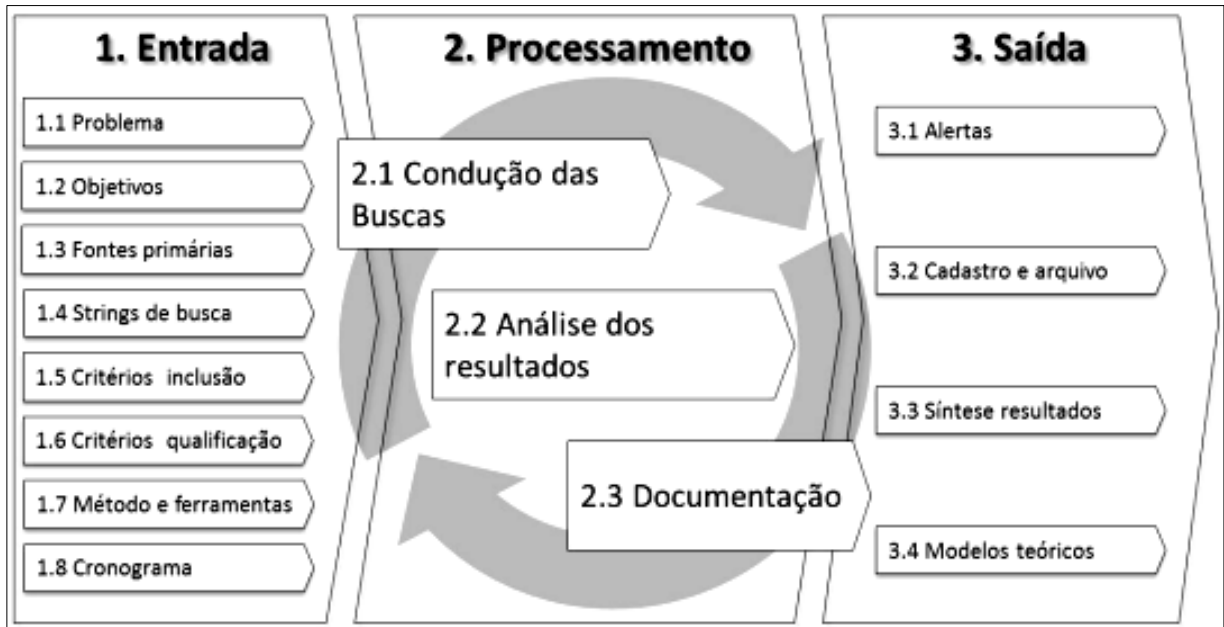 1. Entrada
1.1 Problema
1.2 Objetivos
1.3 Fontes primárias
1.4 Strings de busca
1.5 Critérios inclusão
1.6 Critérios qualificação
1.7 Método e ferramentas
1.8 Cronograma
2. Processamento
2.1 Condução das
Buscas
2.2 Análise dos
resultados
2.3 Documentação
3. Saída
3.1 Alertas
3.2 Cadastro e arquivo
3.3 Síntese resultados
3.4 Modelos teóricos